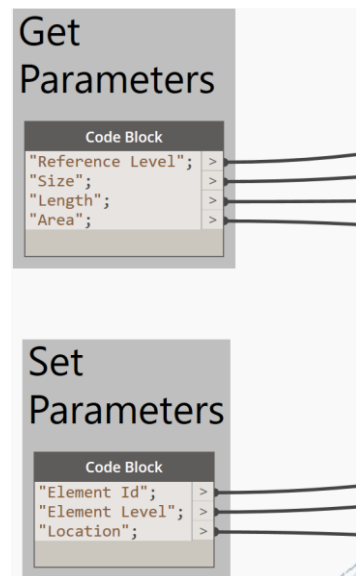 Get
Parameters
Code Block
"Reference Level"; >
"Size"; >
"Length"; >
"Area"; >
Set
Parameters
Code Block
"Element Id"; >
"Element Level"; >
"Location"; >